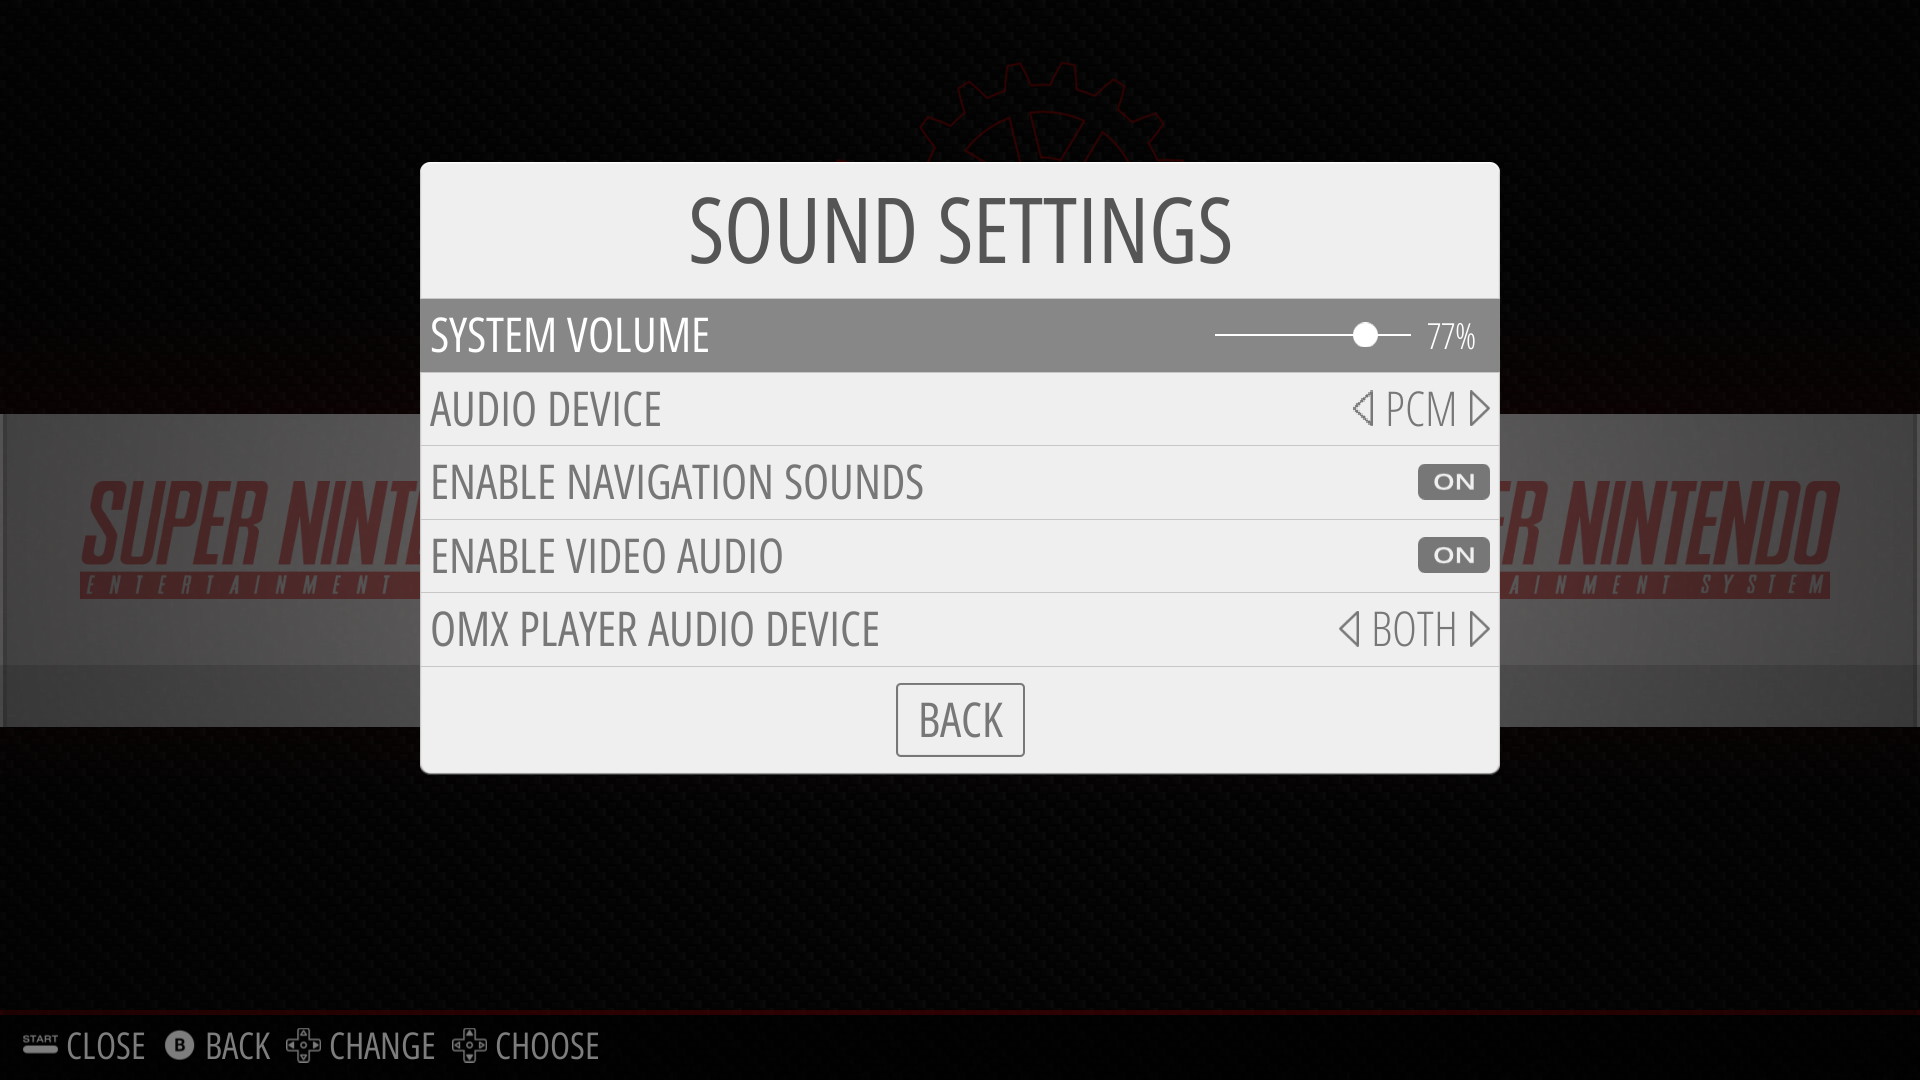 SOUND SETTINGS
SYSTEM VOLUME 77%
AUDIO DEVICE PCM
ENABLE NAVIGATION SOUNDS ON
SUPER NINT
R NINTENDO
ENTERTAINMENT
AINMENT SYSTEM
ENABLE VIDEO AUDIO ON
OMX PLAYER AUDIO DEVICE BOTH
BACK
START CLOSE B BACK CHANGE CHOOSE